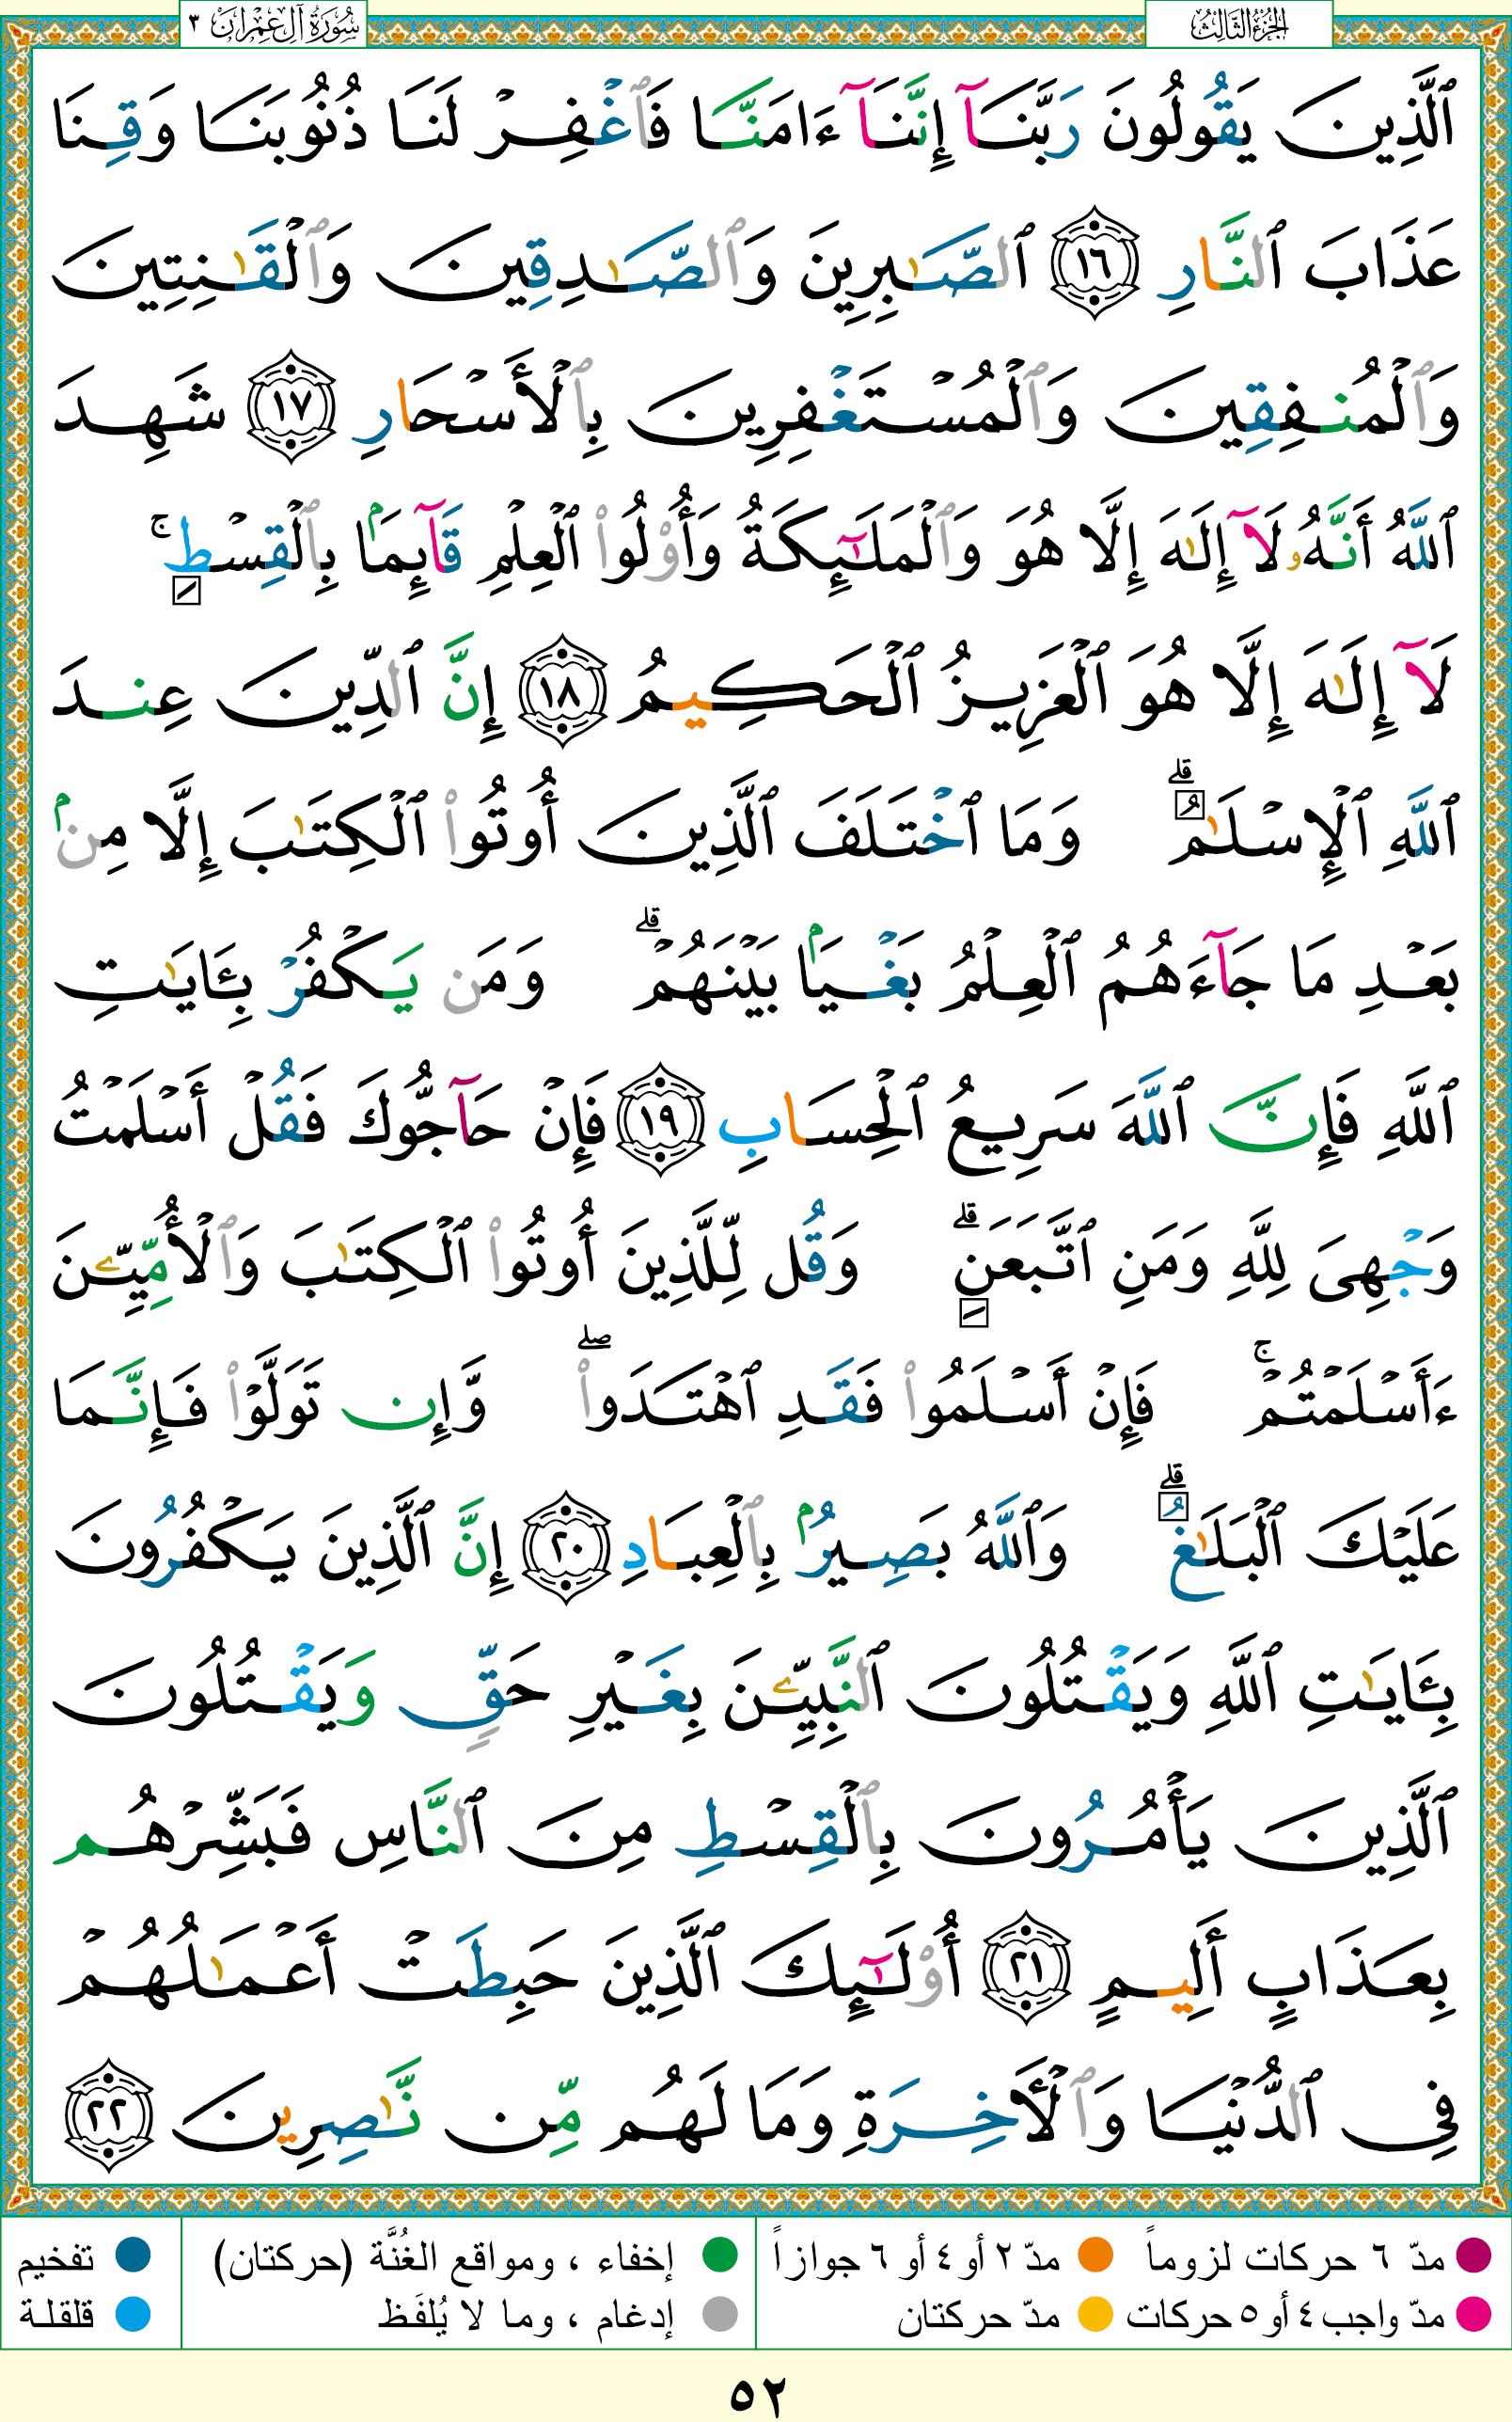 الجزء الثالث
سورة آل عمران ٣
ٱلَّذِينَ يَقُولُونَ رَبَّنَآ إِنَّنَآ ءَامَنَّا فَٱغْفِرْ لَنَا ذُنُوبَنَا وَقِنَا
عَذَابَ ٱلنَّارِ ١٦ ٱلصَّـٰبِرِينَ وَٱلصَّـٰدِقِينَ وَٱلْقَـٰنِتِينَ
وَٱلْمُنفِقِينَ وَٱلْمُسْتَغْفِرِينَ بِٱلْأَسْحَارِ ١٧ شَهِدَ
ٱللَّهُ أَنَّهُۥ لَآ إِلَـٰهَ إِلَّا هُوَ وَٱلْمَلَـٰٓئِكَةُ وَأُو۟لُوا۟ ٱلْعِلْمِ قَآئِمَۢا بِٱلْقِسْطِ ۚ
لَآ إِلَـٰهَ إِلَّا هُوَ ٱلْعَزِيزُ ٱلْحَكِيمُ ١٨ إِنَّ ٱلدِّينَ عِندَ
ٱللَّهِ ٱلْإِسْلَـٰمُ ۗ وَمَا ٱخْتَلَفَ ٱلَّذِينَ أُوتُوا۟ ٱلْكِتَـٰبَ إِلَّا مِنۢ
بَعْدِ مَا جَآءَهُمُ ٱلْعِلْمُ بَغْيَۢا بَيْنَهُمْ ۗ وَمَن يَكْفُرْ بِـَٔايَـٰتِ
ٱللَّهِ فَإِنَّ ٱللَّهَ سَرِيعُ ٱلْحِسَابِ ١٩ فَإِنْ حَآجُّوكَ فَقُلْ أَسْلَمْتُ
وَجْهِىَ لِلَّهِ وَمَنِ ٱتَّبَعَنِ ۗ وَقُل لِّلَّذِينَ أُوتُوا۟ ٱلْكِتَـٰبَ وَٱلْأُمِّيِّـۧنَ
ءَأَسْلَمْتُمْ ۚ فَإِنْ أَسْلَمُوا۟ فَقَدِ ٱهْتَدَوا۟ ۖ وَّإِن تَوَلَّوْا۟ فَإِنَّمَا
عَلَيْكَ ٱلْبَلَـٰغُ ۗ وَٱللَّهُ بَصِيرُۢ بِٱلْعِبَادِ ٢٠ إِنَّ ٱلَّذِينَ يَكْفُرُونَ
بِـَٔايَـٰتِ ٱللَّهِ وَيَقْتُلُونَ ٱلنَّبِيِّـۧنَ بِغَيْرِ حَقٍّ وَيَقْتُلُونَ
ٱلَّذِينَ يَأْمُرُونَ بِٱلْقِسْطِ مِنَ ٱلنَّاسِ فَبَشِّرْهُم
بِعَذَابٍ أَلِيمٍ ٢١ أُو۟لَـٰٓئِكَ ٱلَّذِينَ حَبِطَتْ أَعْمَـٰلُهُمْ
فِى ٱلدُّنْيَا وَٱلْـَٔاخِرَةِ وَمَا لَهُم مِّن نَّـٰصِرِينَ ٢٢
مدّ ٦ حركات لزوماً مدّ ٢ أو ٤ أو ٦ جوازاً إخفاء ، ومواقع الغُنَّة (حركتان) تفخيم
مدّ واجب ٤ أو ٥ حركات مدّ حركتان إدغام ، وما لا يُلفَظ قلقلة
٥٢